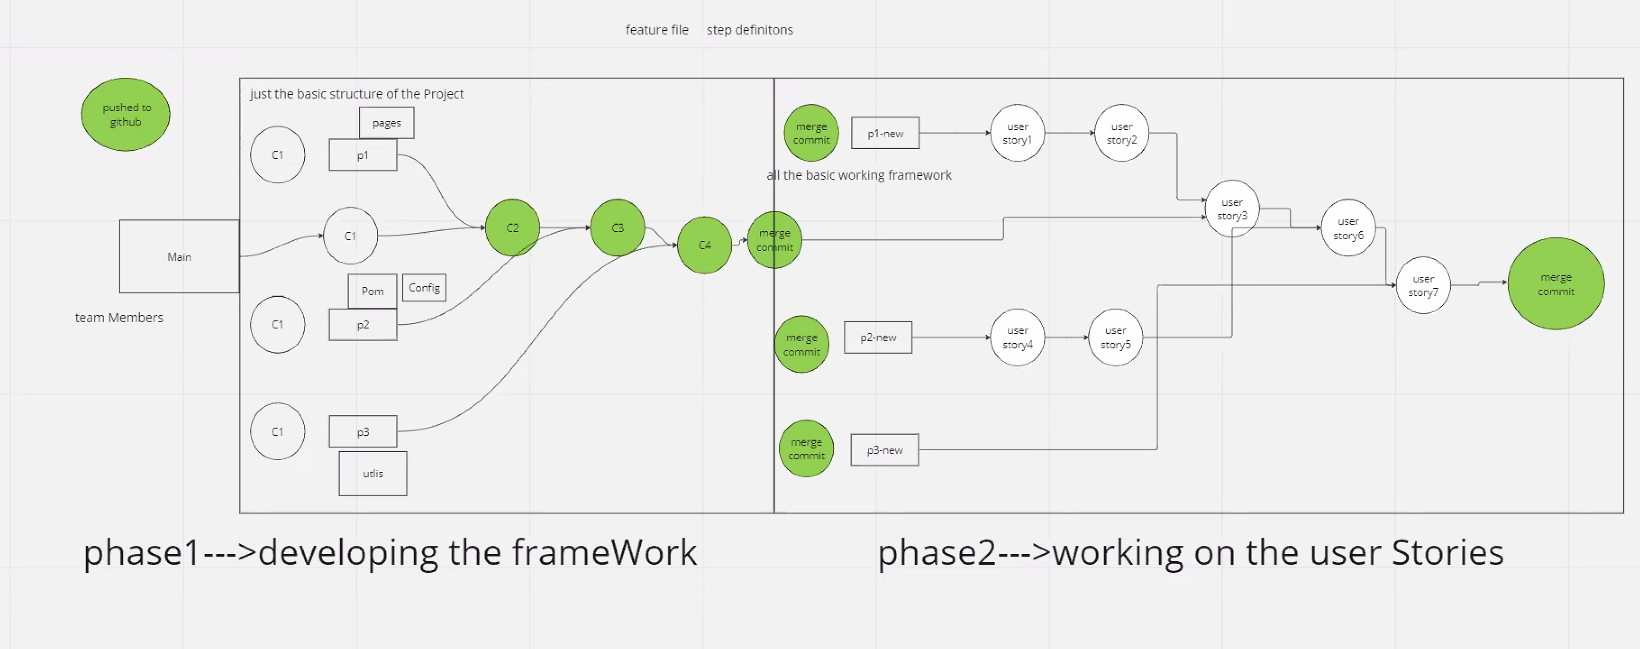 feature file
step definitons
pushed to
github
just the basic structure of the Project
pages
C1
p1
Main
C1
team Members
C1
Pom
Config
p2
C1
p3
utlis
C2
C3
C4
merge
commit
merge
commit
p1-new
user
story1
user
story2
all the basic working framework
user
story3
user
story6
user
story7
merge
commit
merge
commit
p2-new
user
story4
user
story5
merge
commit
p3-new
phase1--->developing the frameWork
phase2--->working on the user Stories